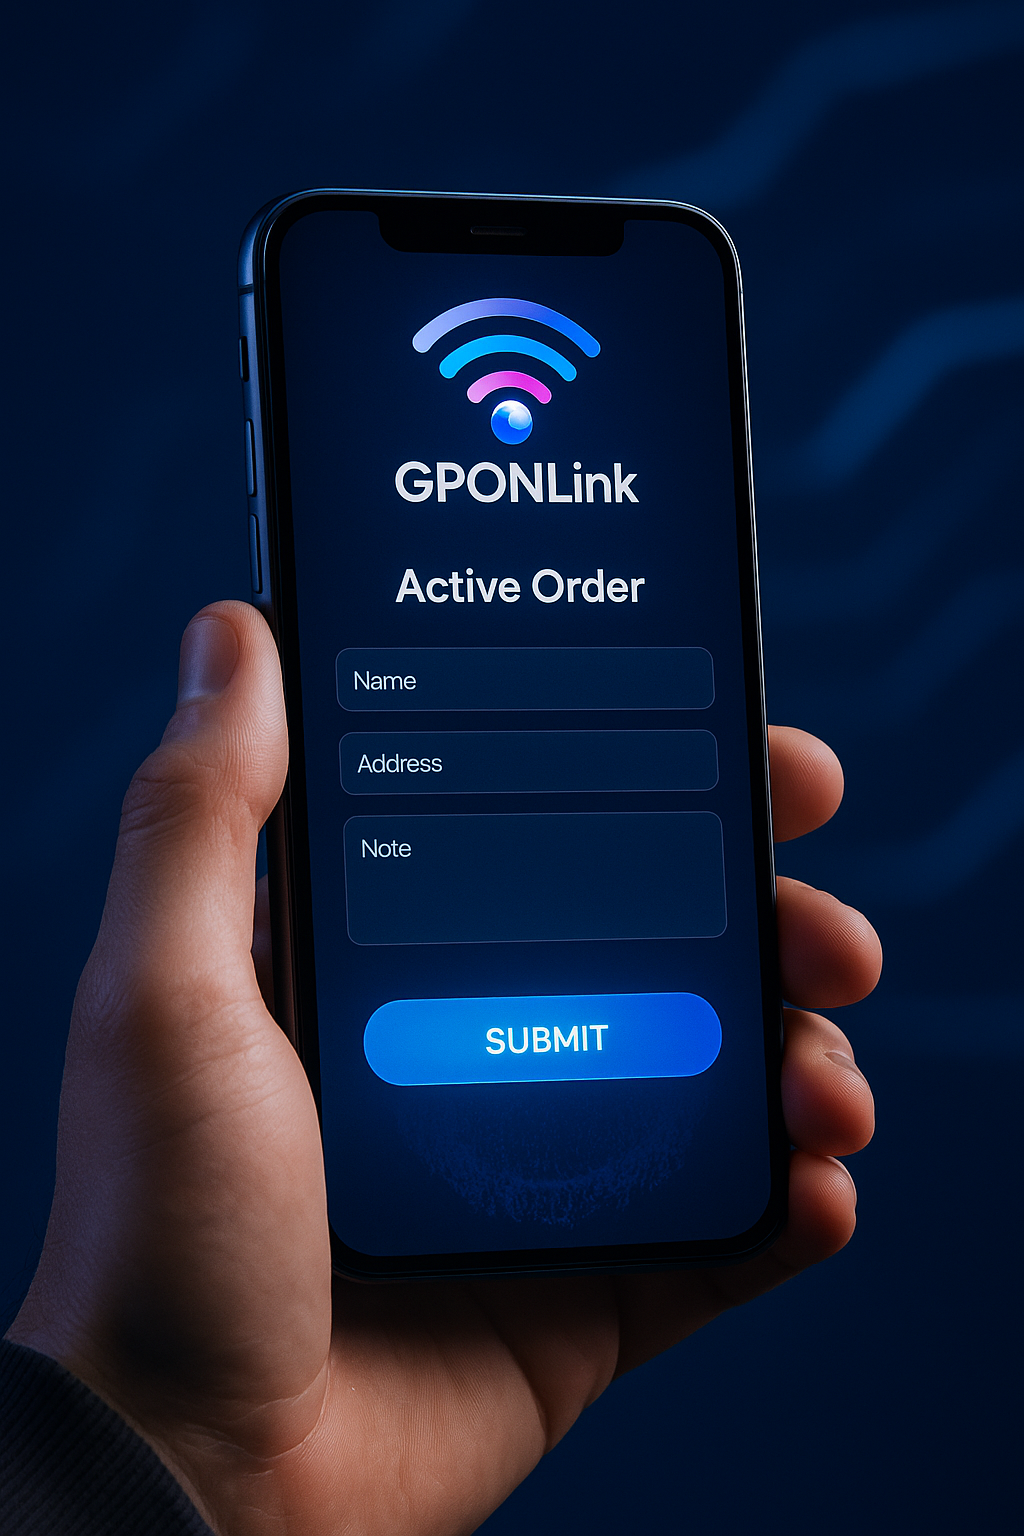 GPONLink
Active Order
Name
Address
Note
SUBMIT